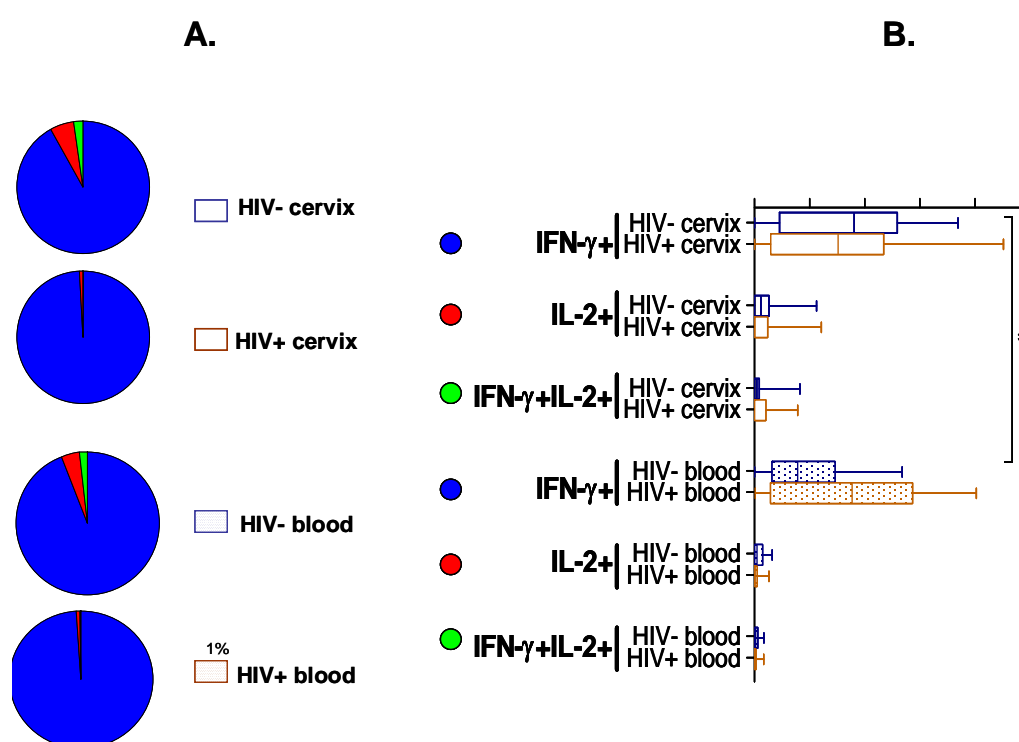 A.
B.
HIV- cervix
HIV+ cervix
HIV- blood
1%
HIV+ blood
IFN-γ+ HIV- cervix
HIV+ cervix
IL-2+ HIV- cervix
HIV+ cervix
IFN-γ+IL-2+ HIV- cervix
HIV+ cervix
IFN-γ+ HIV- blood
HIV+ blood
IL-2+ HIV- blood
HIV+ blood
IFN-γ+IL-2+ HIV- blood
HIV+ blood